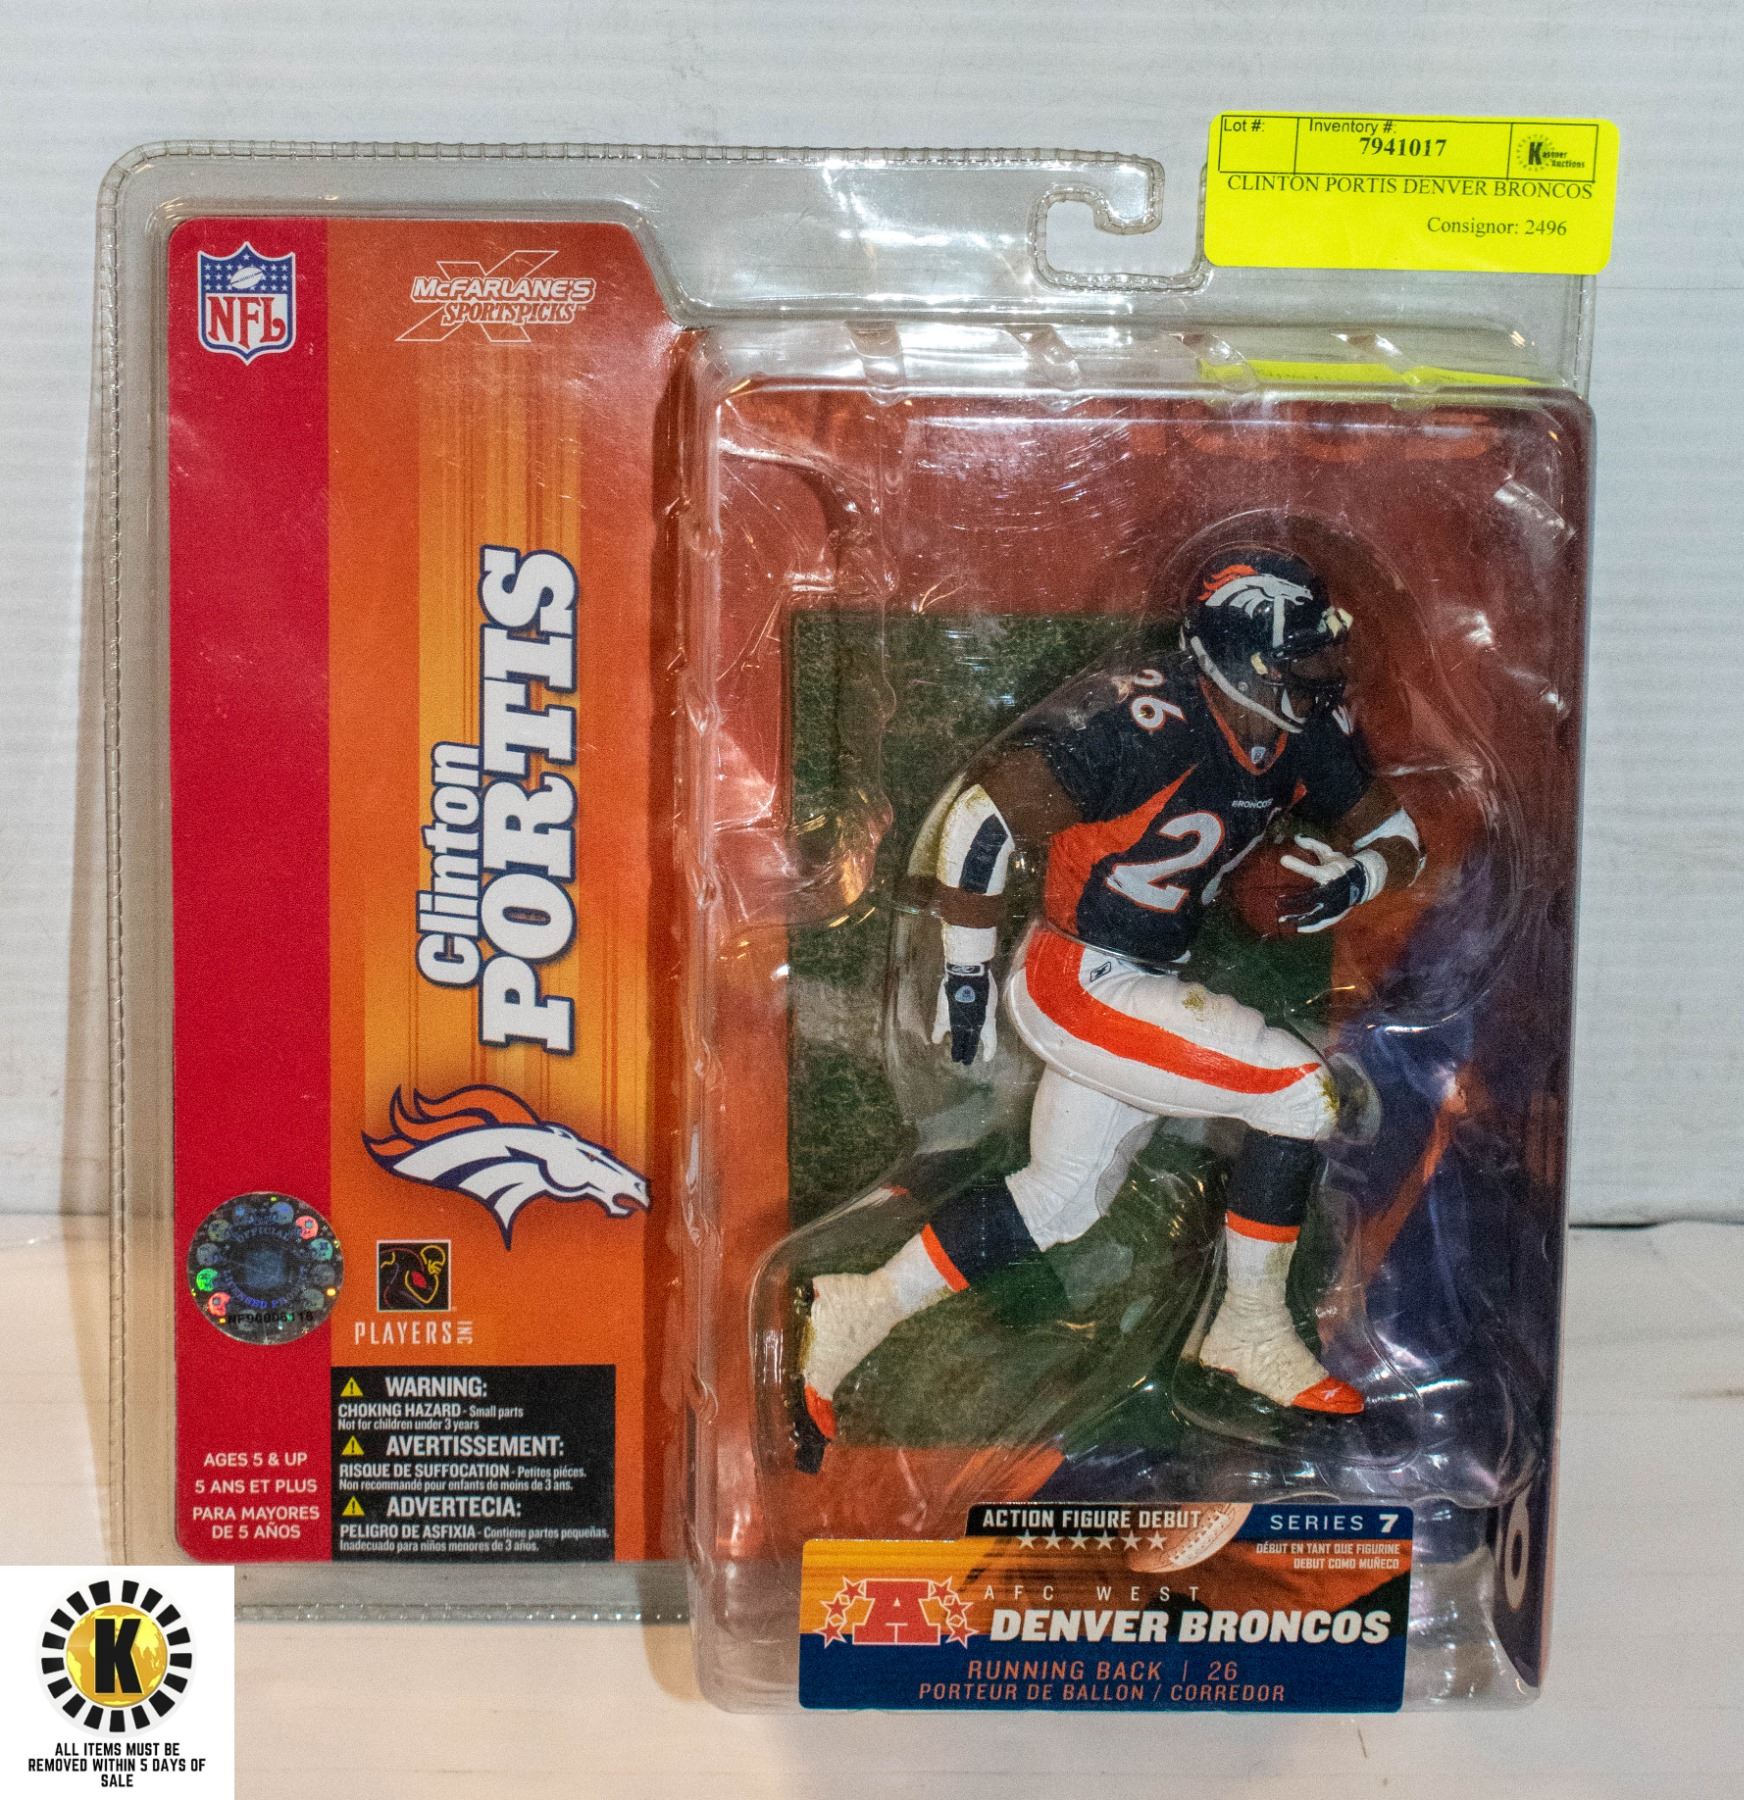 Lot #:
Inventory #:
7941017
Kastner
Auctions
CLINTON PORTIS DENVER BRONCOS
Consignor: 2496
NFL
McFARLANE'S
SPORTSPICKS
Clinton
PORTIS
26
BRONCOS
2
OFFICIAL
PLAYERS INC
WARNING:
CHOKING HAZARD - Small parts
Not for children under 3 years
AVERTISSEMENT:
RISQUE DE SUFFOCATION - Petites pièces.
Non recommandé pour enfants de moins de 3 ans.
ADVERTECIA:
PELIGRO DE ASFIXIA - Contiene partes pequeñas.
Inadecuado para niños menores de 3 años.
AGES 5 & UP
5 ANS ET PLUS
PARA MAYORES
DE 5 AÑOS
ACTION FIGURE DEBUT
SERIES 7
DÉBUT EN TANT QUE FIGURINE
DEBUT COMO MUÑECO
A
AFC WEST
DENVER BRONCOS
RUNNING BACK | 26
PORTEUR DE BALLON / CORREDOR
K
ALL ITEMS MUST BE
REMOVED WITHIN 5 DAYS OF
SALE